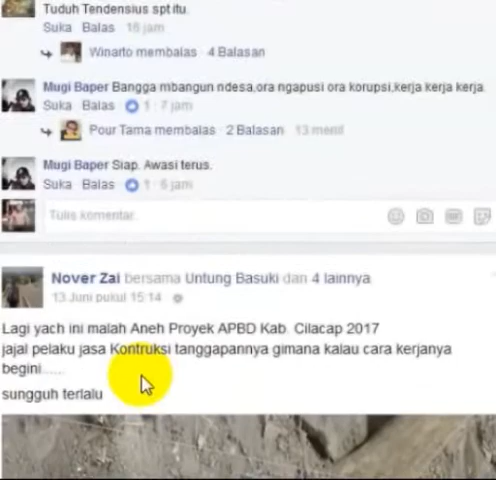 Tuduh Tendensius spt itu.
Suka Balas 16 jam
Winarto membalas · 4 Balasan
Mugi Baper Bangga mbangun ndesa,ora ngapusi ora korupsi,kerja kerja kerja.
Suka Balas 1 · 7 jam
Pour Tama membalas · 2 Balasan 13 menit
Mugi Baper Siap. Awasi terus.
Suka Balas 1 · 6 jam
Tulis komentar...
Nover Zai bersama Untung Basuki dan 4 lainnya
13 Juni pukul 15:14
Lagi yach ini malah Aneh Proyek APBD Kab. Cilacap 2017
jajal pelaku jasa Kontruksi tanggapannya gimana kalau cara kerjanya
begini.....
sungguh terlalu